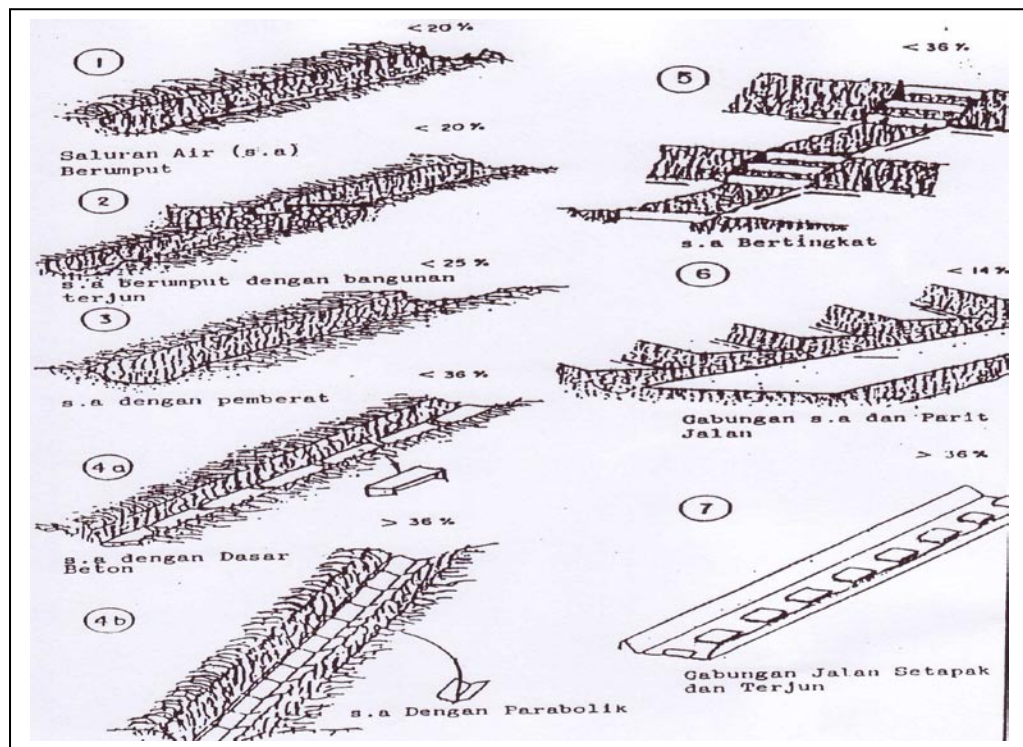 1
< 20 %
Saluran Air (s.a)
Berumput
2
< 20 %
s.a berumput dengan bangunan
terjun
3
< 25 %
s.a dengan pemberat
4a
< 36 %
s.a dengan Dasar
Beton
4b
> 36 %
s.a Dengan Parabolik
5
< 36 %
s.a Bertingkat
6
< 14 %
Gabungan s.a dan Parit
Jalan
7
> 36 %
Gabungan Jalan Setapak
dan Terjun